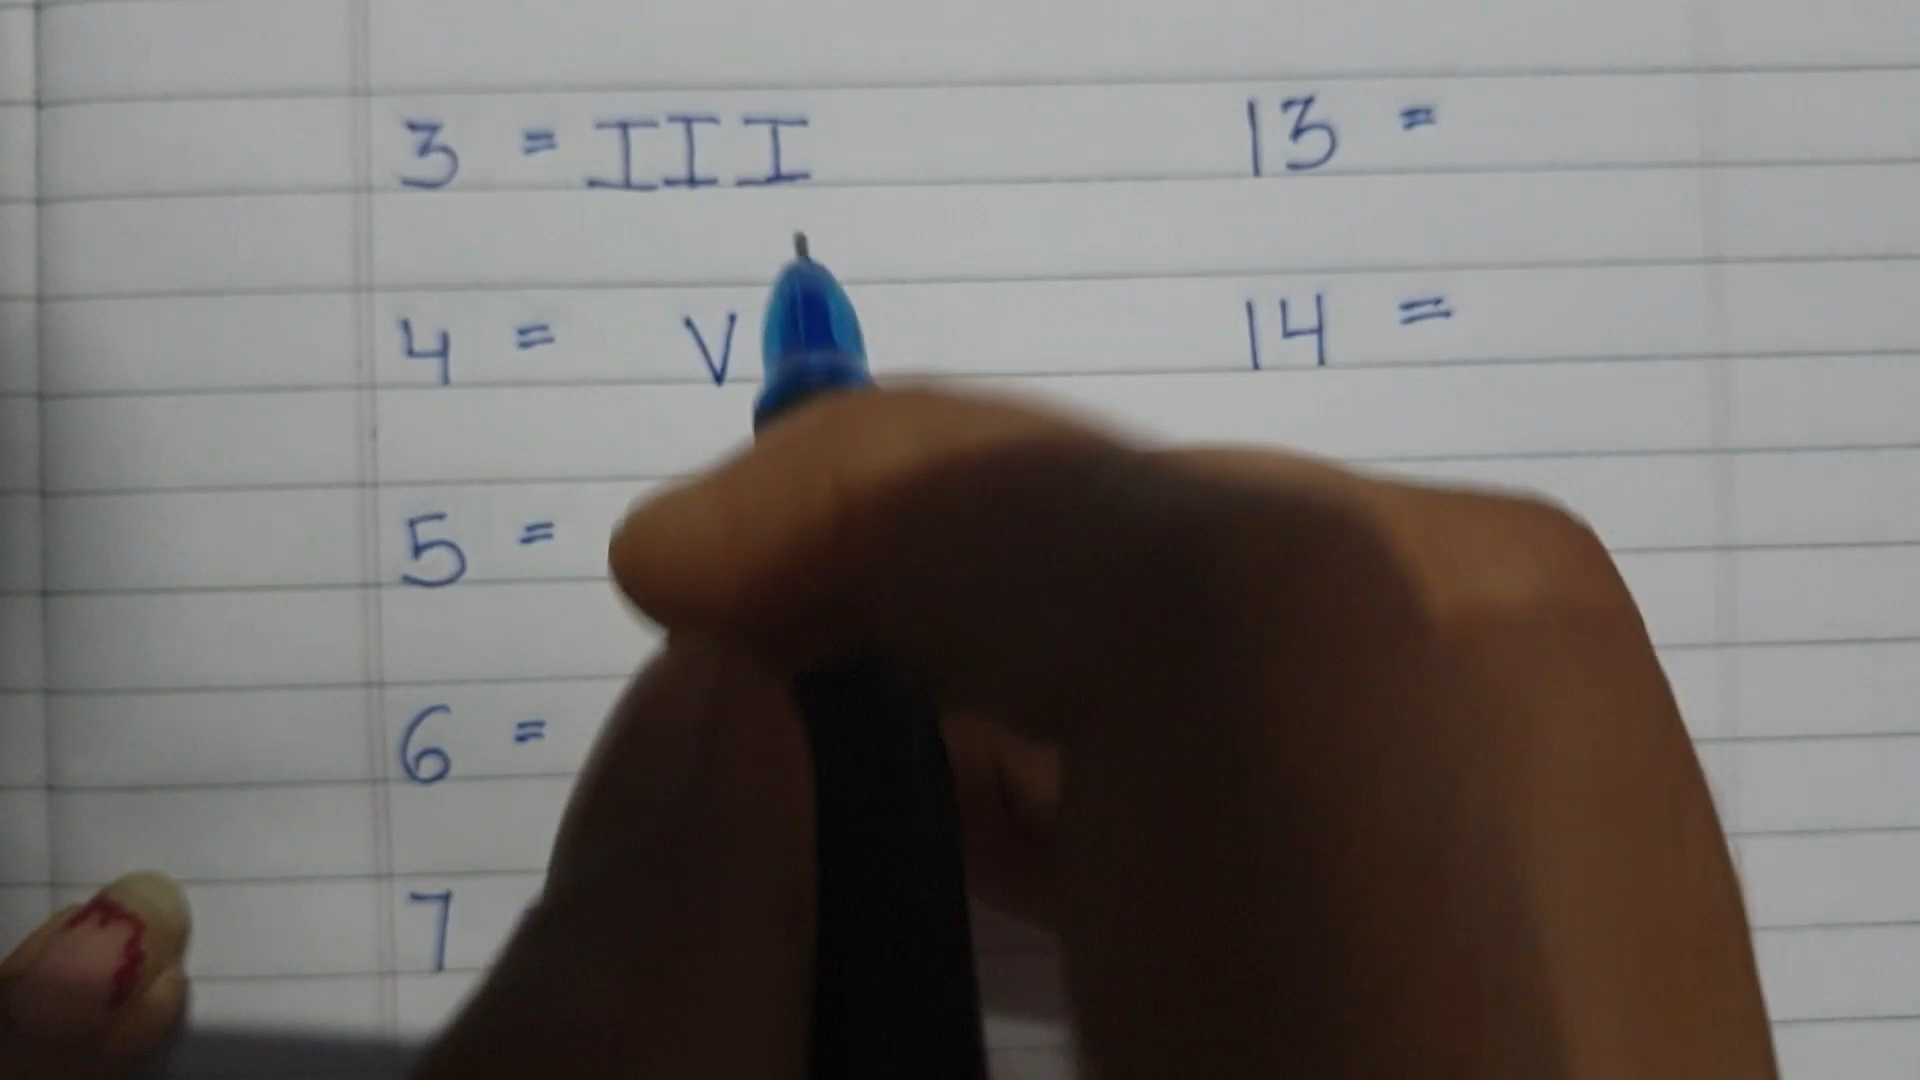 3 = III 13 =
4 = V 14 =
5 =
6 =
7